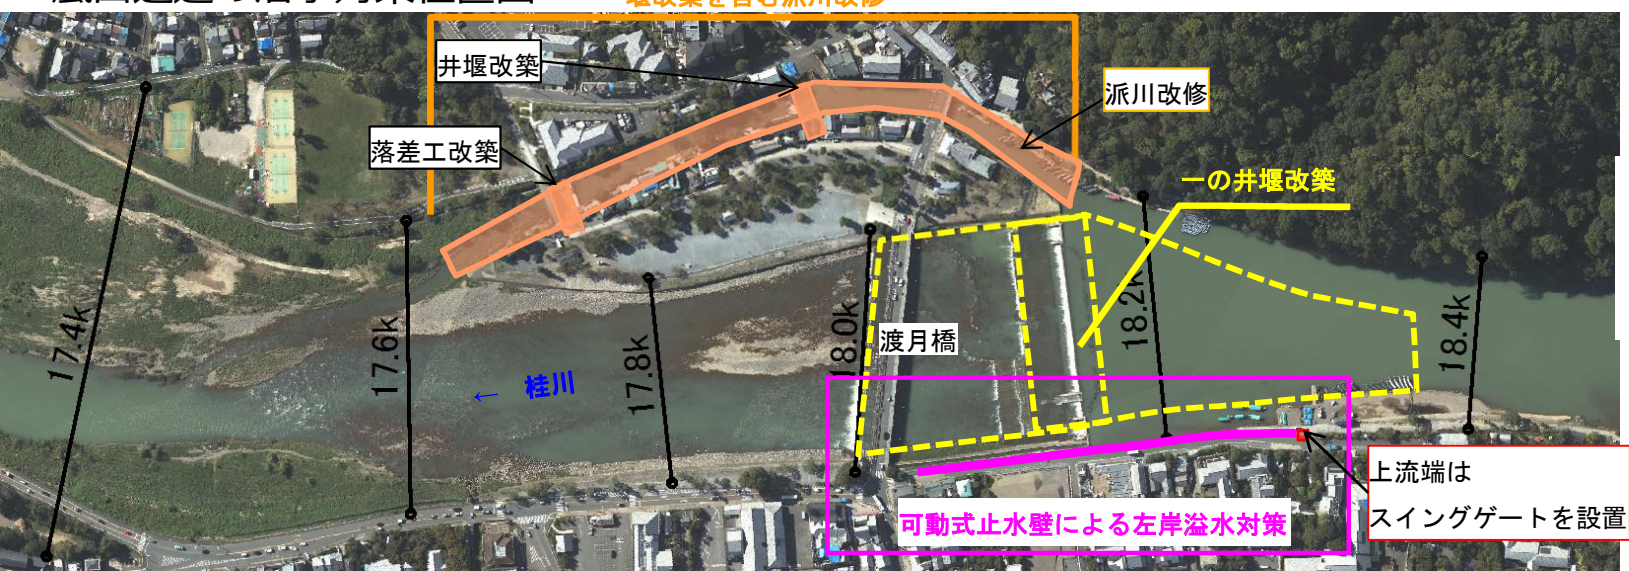 井堰改築
派川改修
落差工改築
一の井堰改築
17.4k
17.6k
17.8k
18.0k
18.2k
18.4k
渡月橋
← 桂川
可動式止水壁による左岸溢水対策
上流端は
スイングゲートを設置